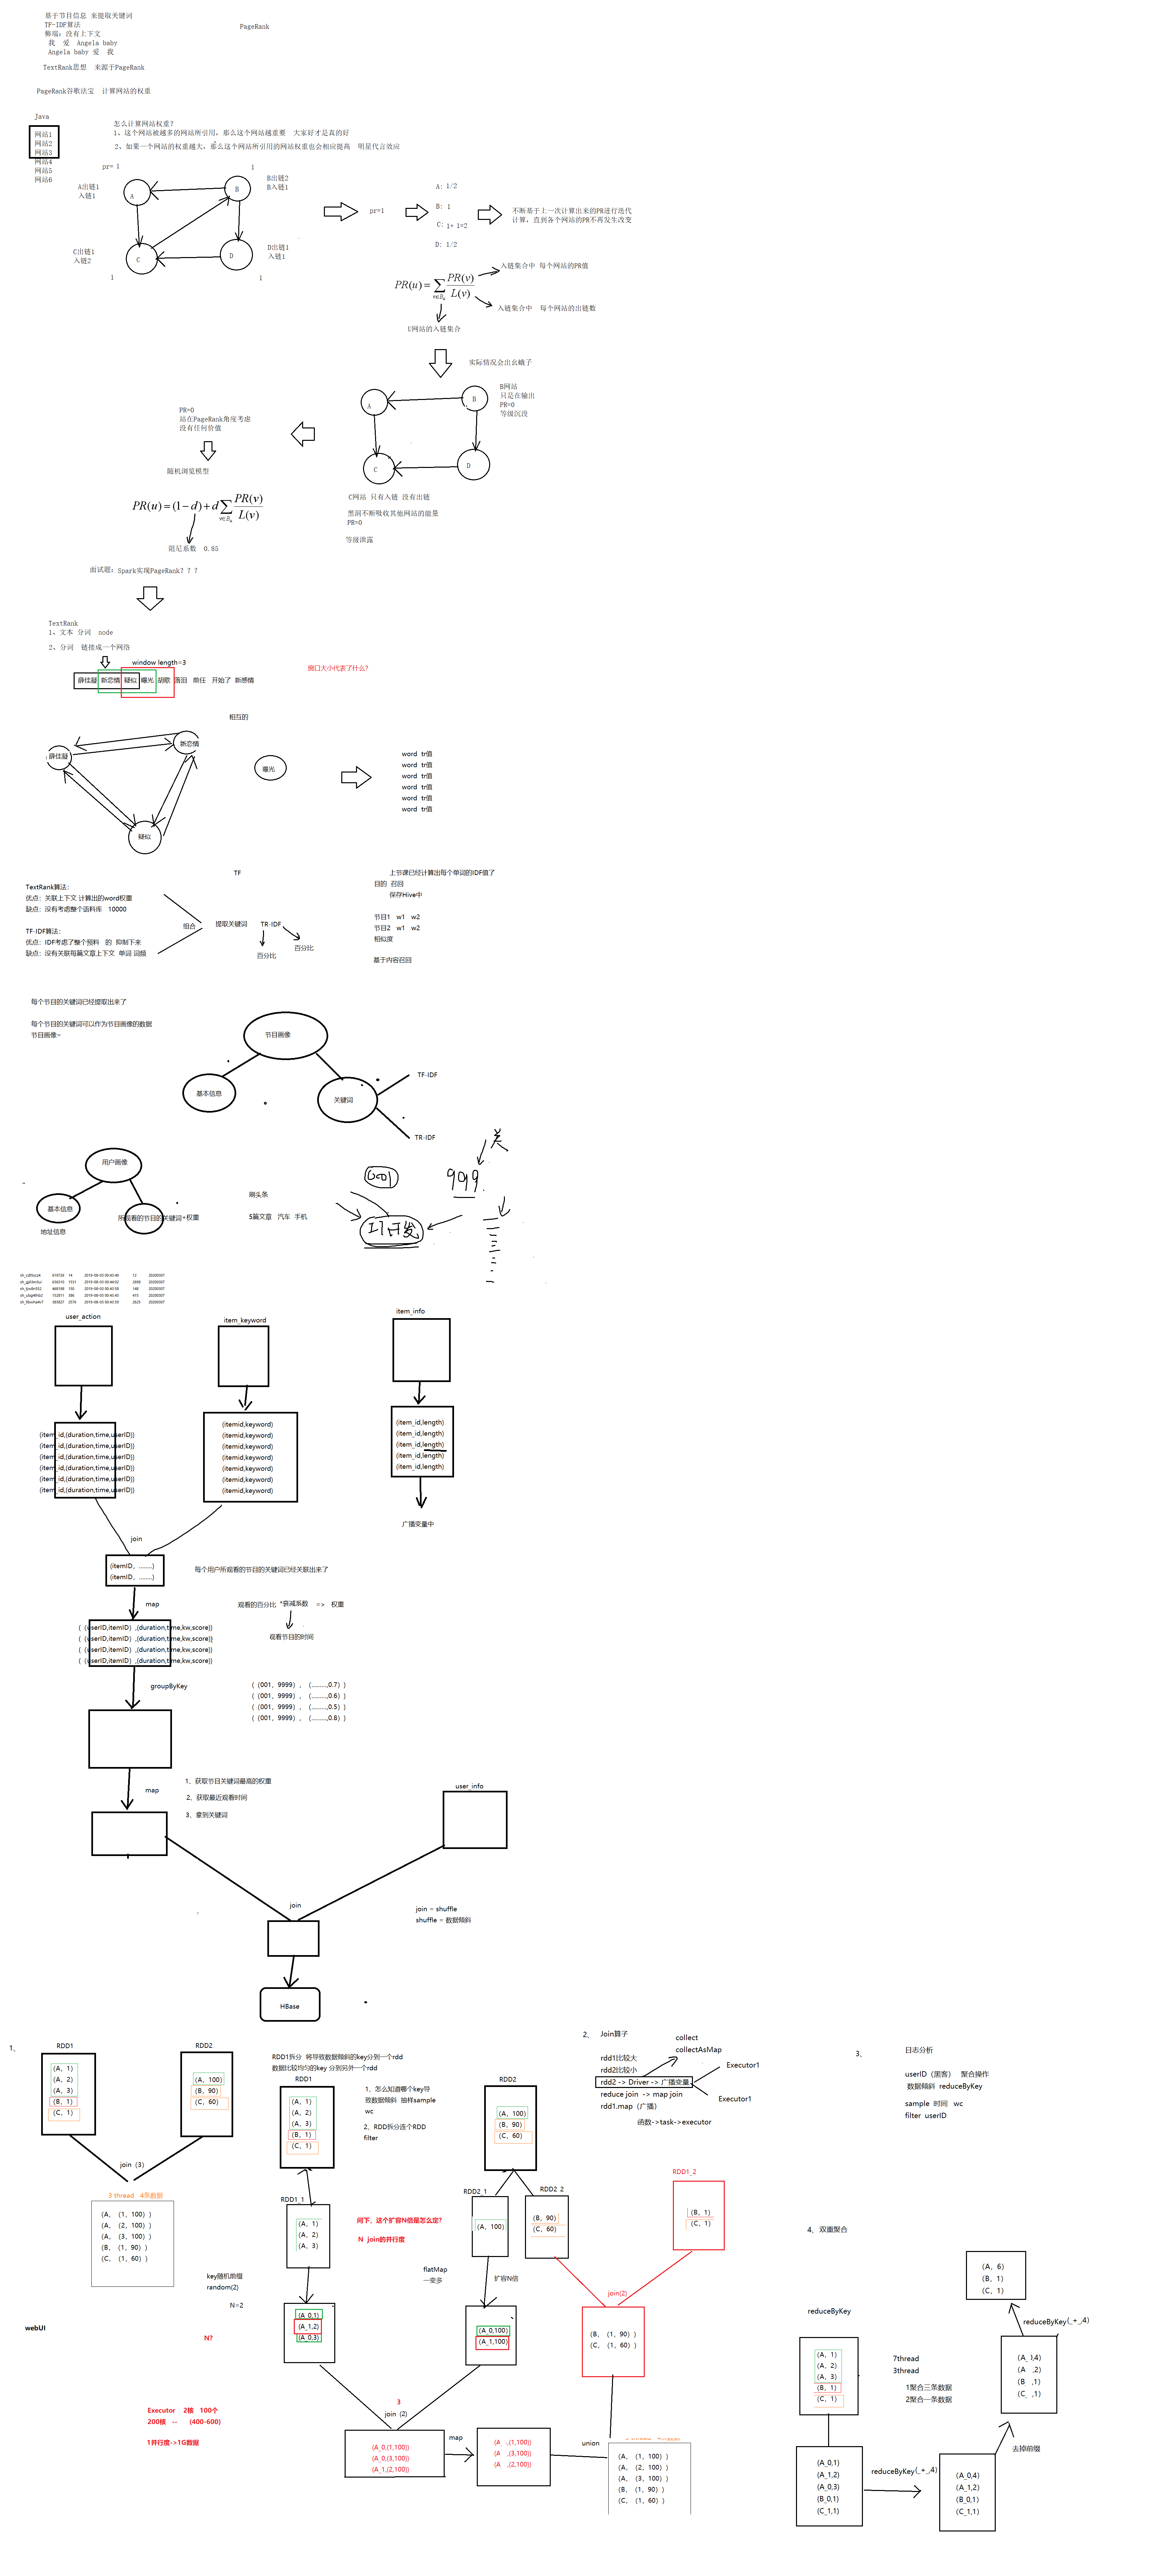 基于节目信息 来提取关键词
TF-IDF算法
弊端：没有上下文
我 爱 Angela baby
Angela baby 爱 我
PageRank
TextRank思想 来源于PageRank
PageRank谷歌法宝 计算网站的权重
Java
网站1
网站2
网站3
网站4
网站5
网站6
怎么计算网站权重？
1、这个网站被越多的网站所引用，那么这个网站越重要 大家好才是真的好
2、如果一个网站的权重越大，那么这个网站所引用的网站权重也会相应提高 明星代言效应
pr= 1
1
A出链1
入链1
A
B
B出链2
B入链1
C出链1
入链2
C
D
D出链1
入链1
1
1
pr=1
A: 1/2
B: 1
C: 1+ 1=2
D: 1/2
不断基于上一次计算出来的PR进行迭代
计算，直到各个网站的PR不再发生改变
入链集合中 每个网站的PR值
PR(u) = ∑ v∈Bu PR(v) / L(v)
入链集合中 每个网站的出链数
U网站的入链集合
实际情况会出幺蛾子
A
B
C
D
B网站
只是在输出
PR=0
等级沉没
C网站 只有入链 没有出链
黑洞不断吸收其他网站的能量
PR=0
等级泄露
PR=0
站在PageRank角度考虑
没有任何价值
随机浏览模型
PR(u) = (1-d)+d ∑ v∈Bu PR(v) / L(v)
阻尼系数 0.85
面试题：Spark实现PageRank？？？
TextRank
1、文本 分词 node
2、分词 链接成一个网络
window length=3
窗口大小代表了什么？
薛佳凝 新恋情 疑似 曝光 胡歌 落泪 前任 开始了 新感情
相互的
薛佳凝
新恋情
疑似
曝光
word tr值
word tr值
word tr值
word tr值
word tr值
word tr值
TF
TextRank算法：
优点：关联上下文 计算出的word权重
缺点：没有考虑整个语料库 10000
TF-IDF算法：
优点：IDF考虑了整个预料 的 抑制下来
缺点：没有关联每篇文章上下文 单词 词频
组合
提取关键词 TR-IDF
百分比
百分比
上节课已经计算出每个单词的IDF值了
目的 召回
保存Hive中
节目1 w1 w2
节目2 w1 w2
相似度
基于内容召回
每个节目的关键词已经提取出来了
每个节目的关键词可以作为节目画像的数据
节目画像=
节目画像
基本信息
关键词
TF-IDF
TR-IDF
用户画像
基本信息
地址信息
所观看的节目的关键词+权重
刷头条
5篇文章 汽车 手机
001
9019
关
IT开发
user_action
item_keyword
item_info
(item_id,(duration,time,userID))
(item_id,(duration,time,userID))
(item_id,(duration,time,userID))
(item_id,(duration,time,userID))
(item_id,(duration,time,userID))
(item_id,(duration,time,userID))
(itemid,keyword)
(itemid,keyword)
(itemid,keyword)
(itemid,keyword)
(itemid,keyword)
(itemid,keyword)
(itemid,keyword)
(item_id,length)
(item_id,length)
(item_id,length)
(item_id,length)
(item_id,length)
广播变量中
join
(itemID, ........)
(itemID, ........)
每个用户所观看的节目的关键词已经关联出来了
map
观看的百分比 *衰减系数 => 权重
观看节目的时间
( (userID,itemID) ,(duration,time,kw,score))
( (userID,itemID) ,(duration,time,kw,score))
( (userID,itemID) ,(duration,time,kw,score))
( (userID,itemID) ,(duration,time,kw,score))
groupByKey
( (001, 9999) , (........,0.7) )
( (001, 9999) , (........,0.6) )
( (001, 9999) , (........,0.5) )
( (001, 9999) , (........,0.8) )
map
1、获取节目关键词最高的权重
2、获取最近观看时间
3、拿到关键词
user_info
join
join = shuffle
shuffle = 数据倾斜
HBase
1、
RDD1
RDD2
(A, 1)
(A, 2)
(A, 3)
(B, 1)
(C, 1)
(A, 100)
(B, 90)
(C, 60)
join (3)
3 thread 4条数据
(A, (1, 100) )
(A, (2, 100) )
(A, (3, 100) )
(B, (1, 90) )
(C, (1, 60) )
webUI
RDD1拆分 将导致数据倾斜的key分到一个rdd
数据比较均匀的key 分到另外一个rdd
RDD1
(A, 1)
(A, 2)
(A, 3)
(B, 1)
(C, 1)
1、怎么知道哪个key导
致数据倾斜 抽样sample
wc
2、RDD拆分连个RDD
filter
RDD2
(A, 100)
(B, 90)
(C, 60)
RDD1_1
(A, 1)
(A, 2)
(A, 3)
问下，这个扩容N倍是怎么定？
N join的并行度
RDD2_1
(A, 100)
RDD2_2
(B, 90)
(C, 60)
RDD1_2
(B, 1)
(C, 1)
key随机前缀
random(2)
N=2
N?
flatMap
一变多
扩容N倍
(A_0,1)
(A_1,2)
(A_0,3)
(A_0,100)
(A_1,100)
join(2)
(B, (1, 90) )
(C, (1, 60) )
Executor 2核 100个
200核 -- (400-600)
1并行度->1G数据
3
join (2)
(A_0,(1,100))
(A_0,(3,100))
(A_1,(2,100))
map
(A ,(1,100))
(A ,(3,100))
(A ,(2,100))
union
(A, (1, 100) )
(A, (2, 100) )
(A, (3, 100) )
(B, (1, 90) )
(C, (1, 60) )
2、 Join算子
collect
collectAsMap
rdd1比较大
rdd2比较小
rdd2 -> Driver -> 广播变量
reduce join -> map join
rdd1.map (广播)
函数->task->executor
Executor1
Executor1
3、
日志分析
userID（黑客） 聚合操作
数据倾斜 reduceByKey
sample 时间 wc
filter userID
4、双重聚合
reduceByKey
(A, 1)
(A, 2)
(A, 3)
(B, 1)
(C, 1)
7thread
3thread
1聚合三条数据
2聚合一条数据
(A_0,1)
(A_1,2)
(A_0,3)
(B_0,1)
(C_1,1)
reduceByKey(_+_,4)
(A_0,4)
(A_1,2)
(B_0,1)
(C_1,1)
去掉前缀
(A_ ,4)
(A ,2)
(B ,1)
(C_ ,1)
reduceByKey(_+_,4)
(A, 6)
(B, 1)
(C, 1)